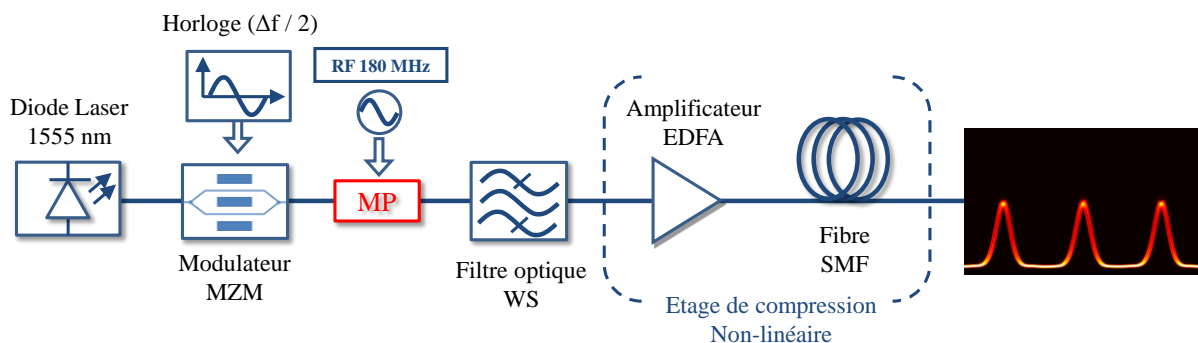 Horloge (Δf / 2)
RF 180 MHz
Diode Laser
1555 nm
Amplificateur
EDFA
MP
Modulateur
MZM
Filtre optique
WS
Fibre
SMF
Etage de compression
Non-linéaire